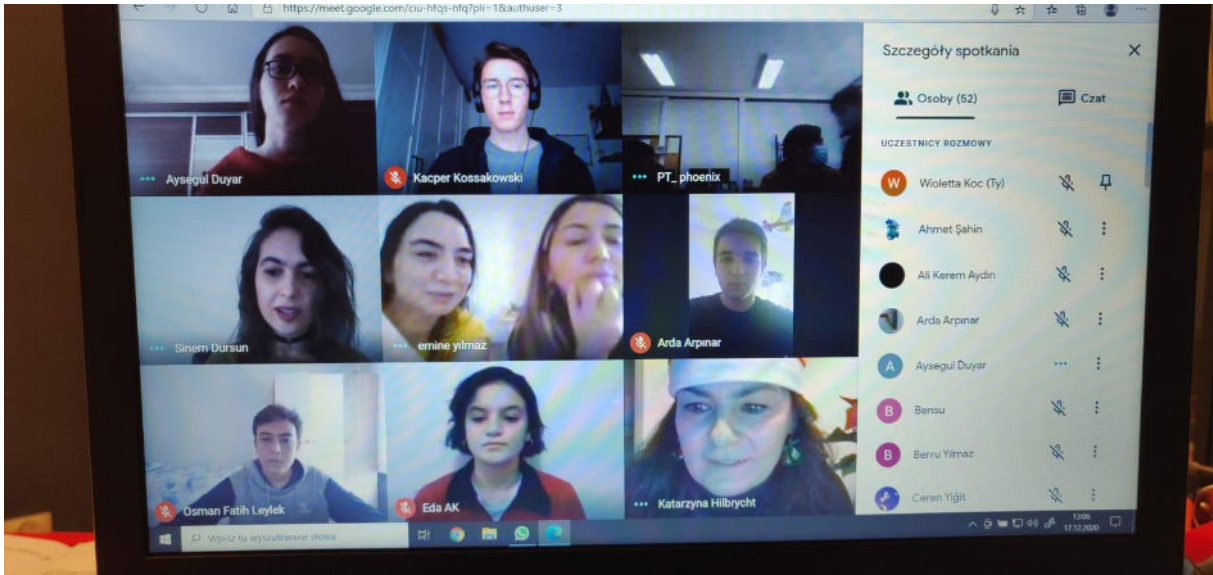 https://meet.google.com/ciu-hfqs-nfq?pli=1&authuser=3
Szczegóły spotkania
Osoby (52)
Czat
UCZESTNICY ROZMOWY
W
Wioletta Koc (Ty)
Ahmet Şahin
Ali Kerem Aydın
Arda Arpınar
A
Aysegul Duyar
B
Bensu
B
Berru Yılmaz
Ceren Yiğit
Aysegul Duyar
Kacper Kossakowski
PT_ phoenix
Sinem Dursun
emine yılmaz
Arda Arpınar
Osman Fatih Leylek
Eda AK
Katarzyna Hilbrycht
Wpisz tu wyszukiwane słowa
13:06
17.12.2020